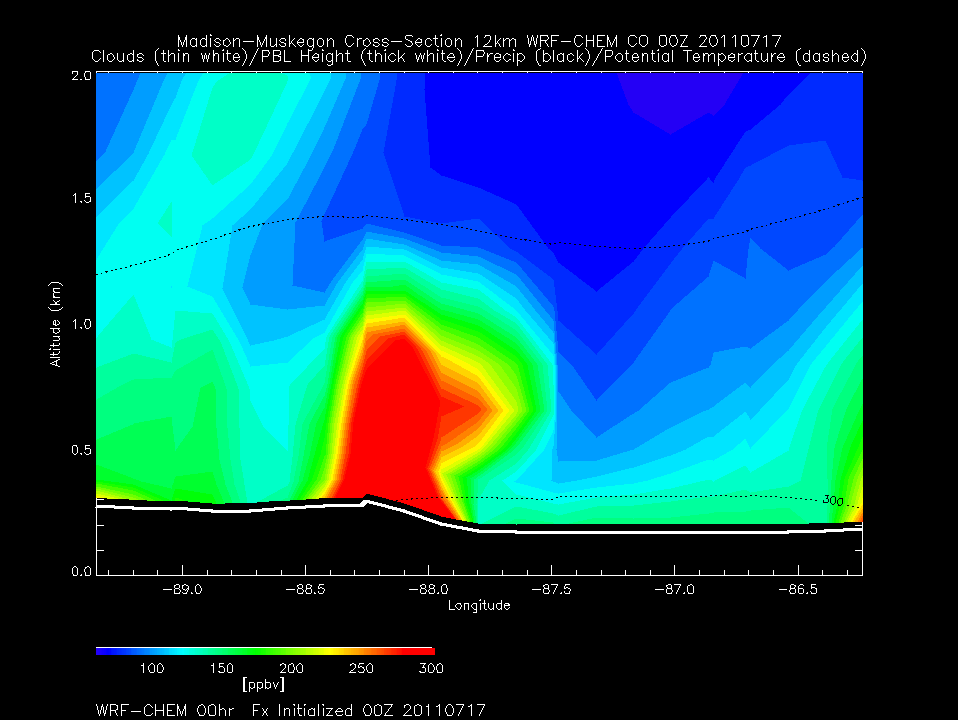 Madison-Muskegon Cross-Section 12km WRF-CHEM CO 00Z 20110717
Clouds (thin white)/PBL Height (thick white)/Precip (black)/Potential Temperature (dashed)
2.0
1.5
1.0
0.5
0.0
Altitude (km)
300
-89.0 -88.5 -88.0 -87.5 -87.0 -86.5
Longitude
100 150 200 250 300
[ppbv]
WRF-CHEM 00hr Fx Initialized 00Z 20110717